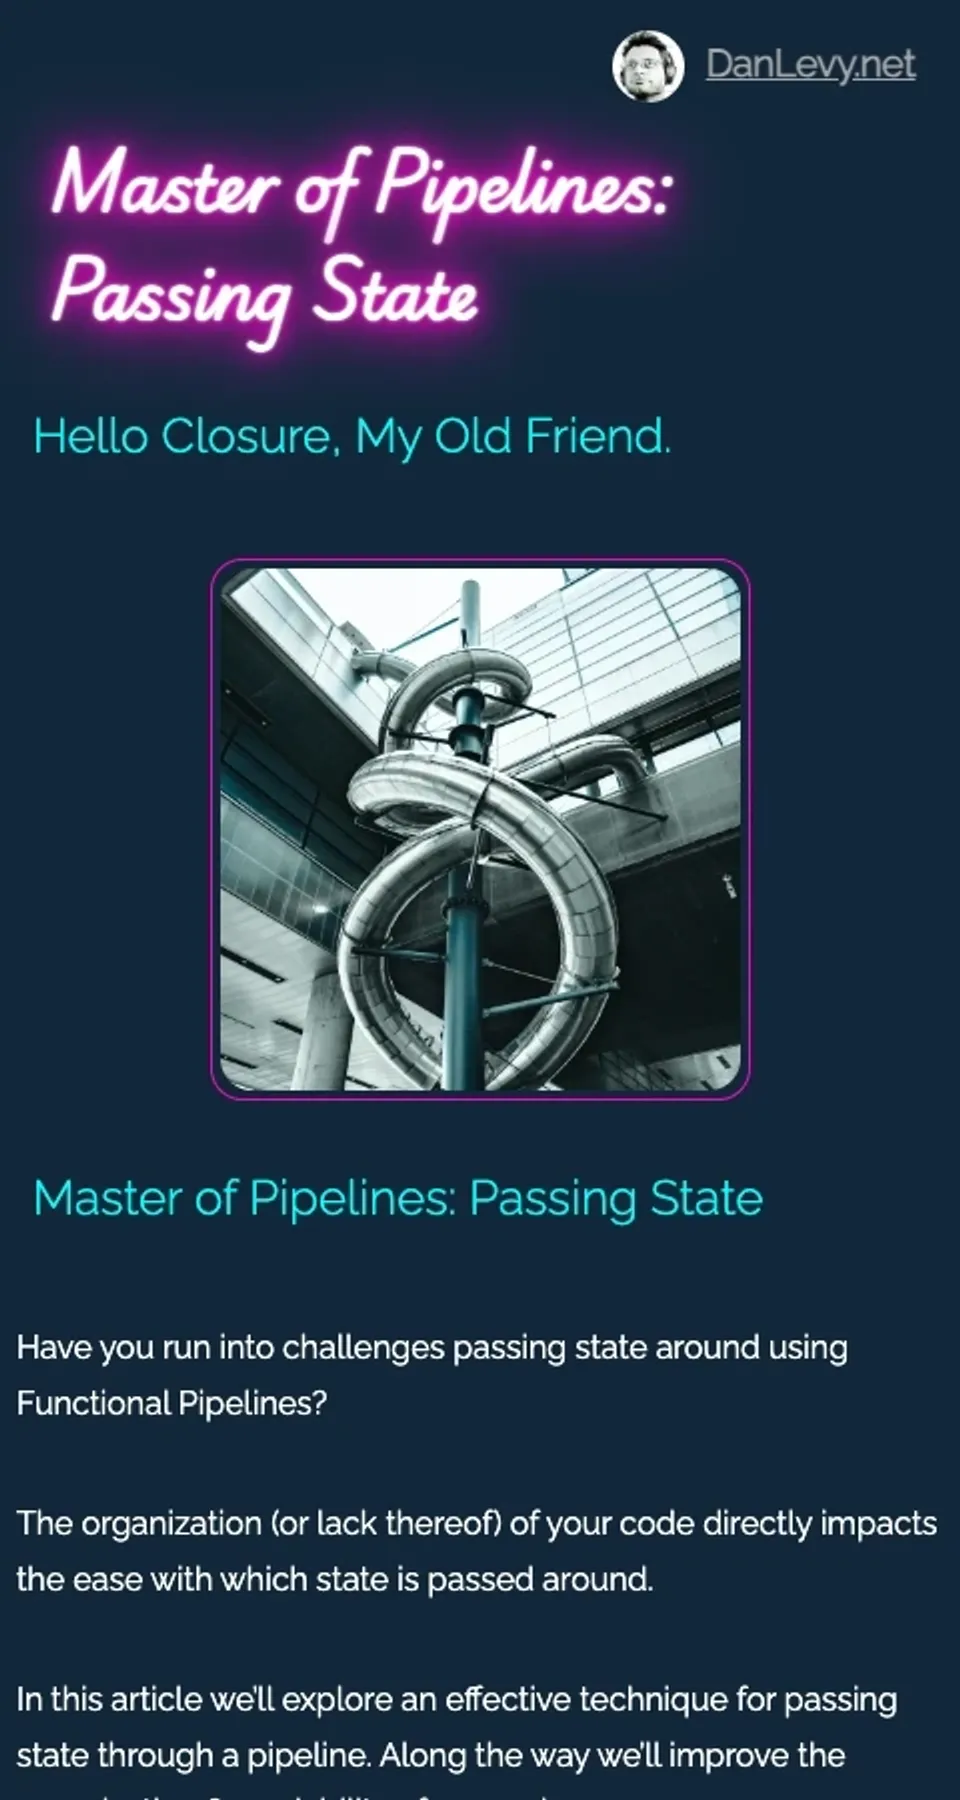 DanLevy.net
Master of Pipelines:
Passing State
Hello Closure, My Old Friend.
Master of Pipelines: Passing State
Have you run into challenges passing state around using
Functional Pipelines?
The organization (or lack thereof) of your code directly impacts
the ease with which state is passed around.
In this article we'll explore an effective technique for passing
state through a pipeline. Along the way we'll improve the